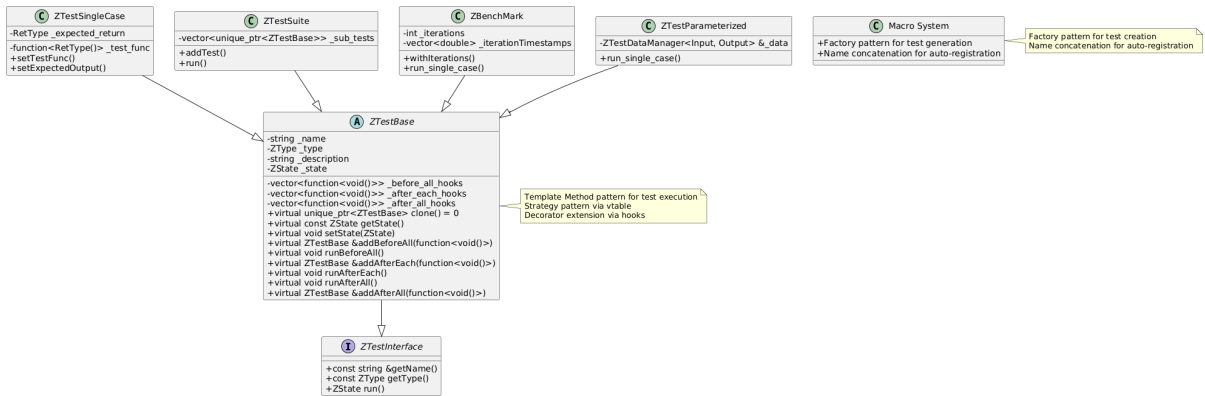 C ZTestSingleCase
-RetType _expected_return
-function<RetType()> _test_func
+setTestFunc()
+setExpectedOutput()
C ZTestSuite
-vector<unique_ptr<ZTestBase>> _sub_tests
+addTest()
+run()
C ZBenchMark
-int _iterations
-vector<double> _iterationTimestamps
+withIterations()
+run_single_case()
C ZTestParameterized
-ZTestDataManager<Input, Output> &_data
+run_single_case()
C Macro System
+Factory pattern for test generation
+Name concatenation for auto-registration
Factory pattern for test creation
Name concatenation for auto-registration
A ZTestBase
-string _name
-ZType _type
-string _description
-ZState _state
-vector<function<void()>> _before_all_hooks
-vector<function<void()>> _after_each_hooks
-vector<function<void()>> _after_all_hooks
+virtual unique_ptr<ZTestBase> clone() = 0
+virtual const ZState getState()
+virtual void setState(ZState)
+virtual ZTestBase &addBeforeAll(function<void()>)
+virtual void runBeforeAll()
+virtual ZTestBase &addAfterEach(function<void()>)
+virtual void runAfterEach()
+virtual void runAfterAll()
+virtual ZTestBase &addAfterAll(function<void()>)
Template Method pattern for test execution
Strategy pattern via vtable
Decorator extension via hooks
I ZTestInterface
+const string &getName()
+const ZType getType()
+ZState run()